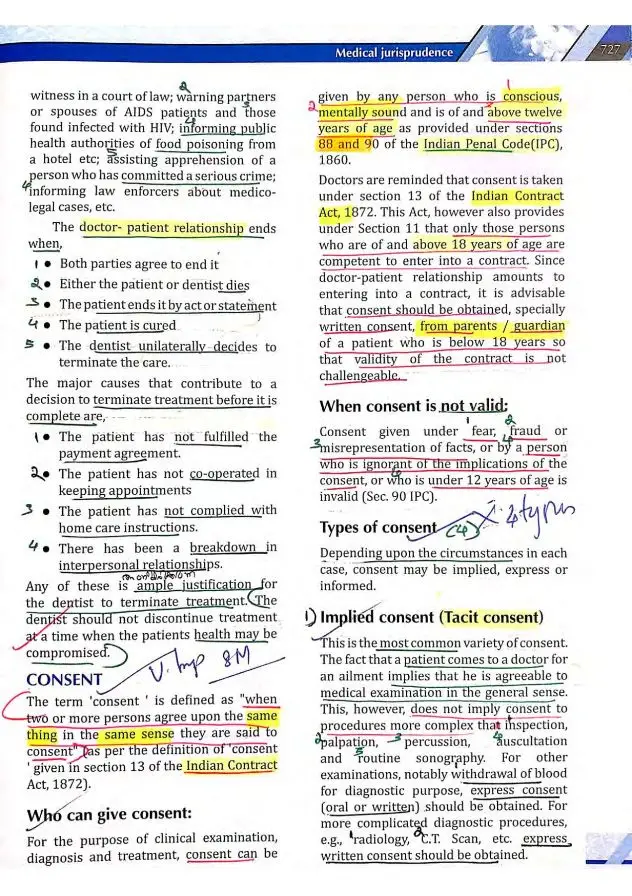 Medical jurisprudence
727
witness in a court of law; warning partners
or spouses of AIDS patients and those
found infected with HIV; informing public
health authorities of food poisoning from
a hotel etc; assisting apprehension of a
person who has committed a serious crime;
informing law enforcers about medico-
legal cases, etc.
The doctor- patient relationship ends
when,
1 • Both parties agree to end it
2 • Either the patient or dentist dies
3 • The patient ends it by act or statement
4 • The patient is cured
5 • The dentist unilaterally decides to
terminate the care.
The major causes that contribute to a
decision to terminate treatment before it is
complete are,
1 • The patient has not fulfilled the
payment agreement.
2 • The patient has not co-operated in
keeping appointments
3 • The patient has not complied with
home care instructions.
4 • There has been a breakdown in
interpersonal relationships.
Any of these is ample justification for
the dentist to terminate treatment. The
dentist should not discontinue treatment
at a time when the patients health may be
compromised.
V. Imp 8M
CONSENT
The term 'consent ' is defined as "when
two or more persons agree upon the same
thing in the same sense they are said to
consent" (as per the definition of 'consent
' given in section 13 of the Indian Contract
Act, 1872).
Who can give consent:
For the purpose of clinical examination,
diagnosis and treatment, consent can be
given by any person who is conscious,
mentally sound and is of and above twelve
years of age as provided under sections
88 and 90 of the Indian Penal Code(IPC),
1860.
Doctors are reminded that consent is taken
under section 13 of the Indian Contract
Act, 1872. This Act, however also provides
under Section 11 that only those persons
who are of and above 18 years of age are
competent to enter into a contract. Since
doctor-patient relationship amounts to
entering into a contract, it is advisable
that consent should be obtained, specially
written consent, from parents / guardian
of a patient who is below 18 years so
that validity of the contract is not
challengeable.
When consent is not valid:
Consent given under fear, fraud or
misrepresentation of facts, or by a person
who is ignorant of the implications of the
consent, or who is under 12 years of age is
invalid (Sec. 90 IPC).
Types of consent (4) 4 types
Depending upon the circumstances in each
case, consent may be implied, express or
informed.
1) Implied consent (Tacit consent)
This is the most common variety of consent.
The fact that a patient comes to a doctor for
an ailment implies that he is agreeable to
medical examination in the general sense.
This, however, does not imply consent to
procedures more complex that inspection,
palpation, percussion, auscultation
and routine sonography. For other
examinations, notably withdrawal of blood
for diagnostic purpose, express consent
(oral or written) should be obtained. For
more complicated diagnostic procedures,
e.g., radiology, C.T. Scan, etc. express
written consent should be obtained.